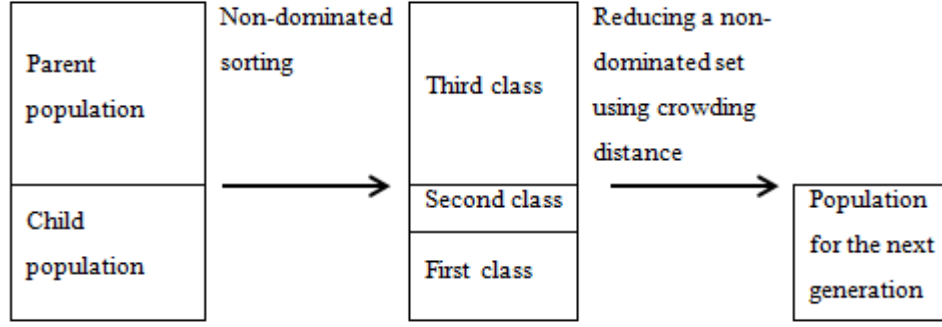 Parent
population
Child
population
Non-dominated
sorting
Third class
Second class
First class
Reducing a non-
dominated set
using crowding
distance
Population
for the next
generation